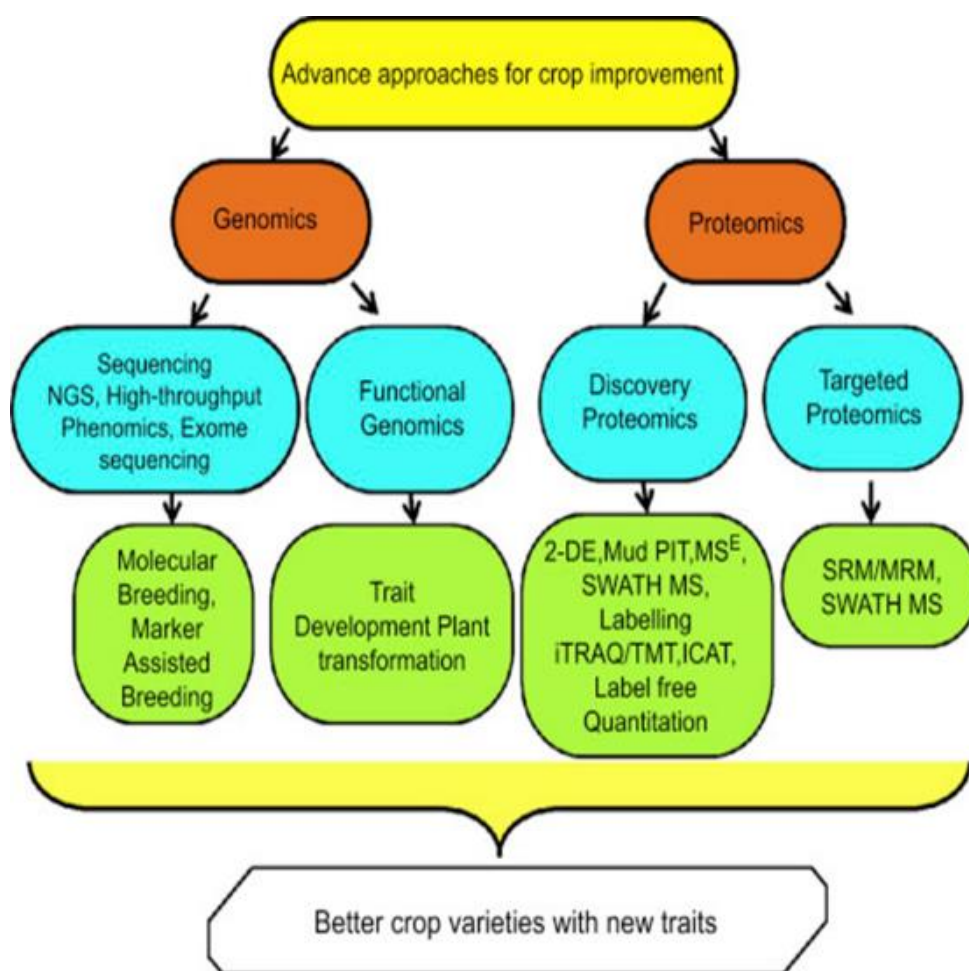 Advance approaches for crop improvement
Genomics
Proteomics
Sequencing
NGS, High-throughput
Phenomics, Exome
sequencing
Functional
Genomics
Discovery
Proteomics
Targeted
Proteomics
Molecular
Breeding,
Marker
Assisted
Breeding
Trait
Development Plant
transformation
2-DE,Mud PIT,MSᴱ,
SWATH MS,
Labelling
iTRAQ/TMT,ICAT,
Label free
Quantitation
SRM/MRM,
SWATH MS
Better crop varieties with new traits